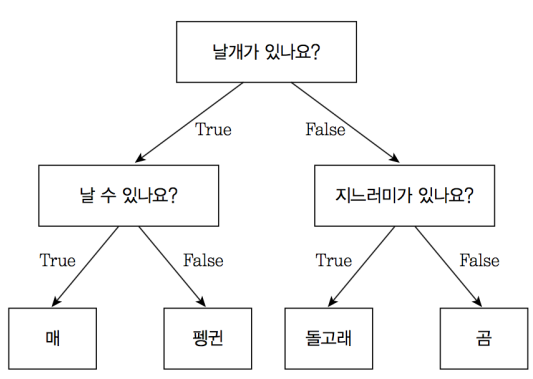 날개가 있나요?
True
False
날 수 있나요?
지느러미가 있나요?
True
False
True
False
매
펭귄
돌고래
곰